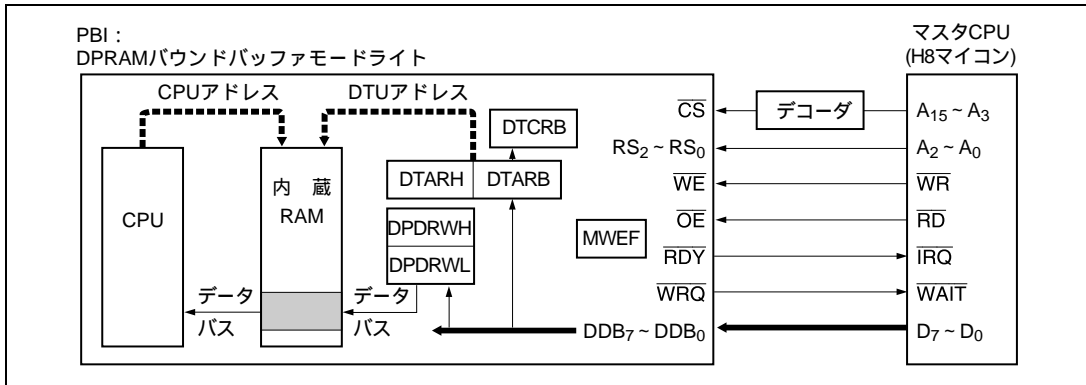 PBI：
DPRAMバウンドバッファモードライト
マスタCPU
(H8マイコン)
CPUアドレス
DTUアドレス
CS
デコーダ
A15 ~ A3
DTCRB
RS2 ~ RS0
A2 ~ A0
DTARH
DTARB
WE
WR
CPU
内 蔵
RAM
DPDRWH
DPDRWL
MWEF
OE
RD
RDY
IRQ
WRQ
WAIT
データ
バス
データ
バス
DDB7 ~ DDB0
D7 ~ D0